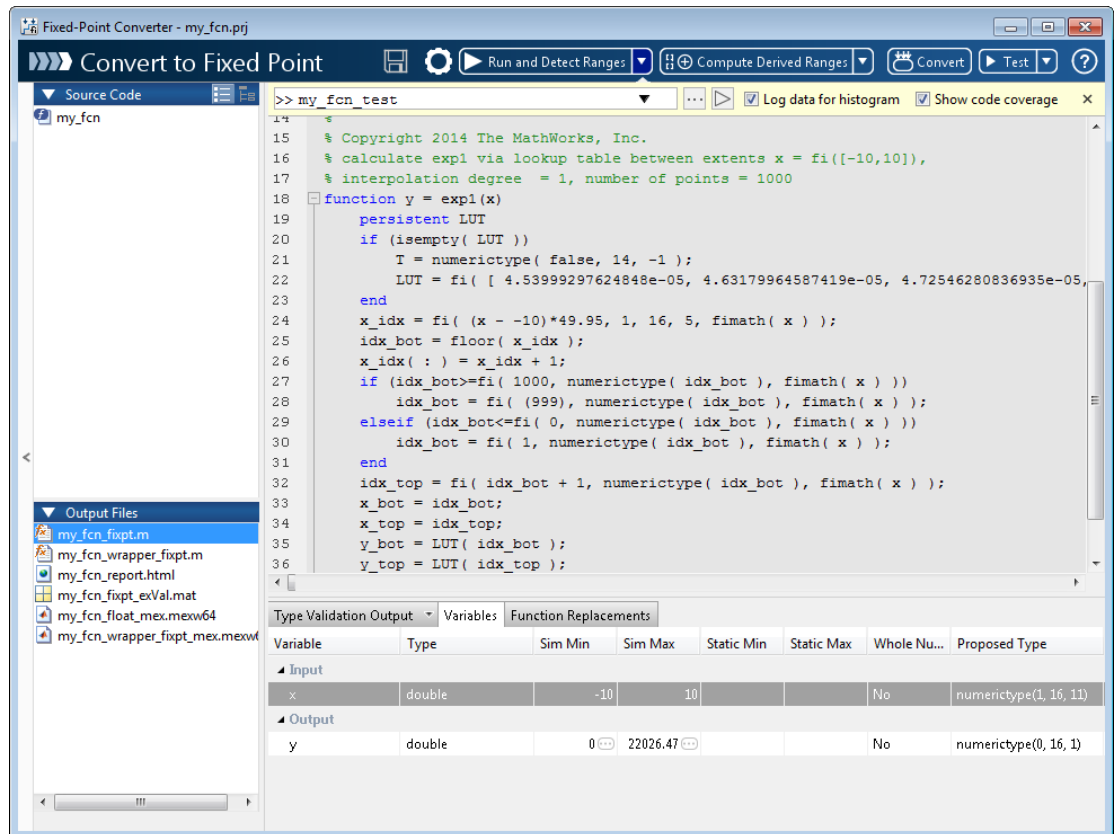 Fixed-Point Converter - my_fcn.prj
Convert to Fixed Point
Run and Detect Ranges
Compute Derived Ranges
Convert
Test
Source Code
my_fcn
>> my_fcn_test
Log data for histogram
Show code coverage
14 %
15 % Copyright 2014 The MathWorks, Inc.
16 % calculate exp1 via lookup table between extents x = fi([-10,10]),
17 % interpolation degree  = 1, number of points = 1000
18 function y = exp1(x)
19 persistent LUT
20 if (isempty( LUT ))
21 T = numerictype( false, 14, -1 );
22 LUT = fi( [ 4.53999297624848e-05, 4.63179964587419e-05, 4.72546280836935e-05,
23 end
24 x_idx = fi( (x - -10)*49.95, 1, 16, 5, fimath( x ) );
25 idx_bot = floor( x_idx );
26 x_idx( : ) = x_idx + 1;
27 if (idx_bot>=fi( 1000, numerictype( idx_bot ), fimath( x ) ))
28 idx_bot = fi( (999), numerictype( idx_bot ), fimath( x ) );
29 elseif (idx_bot<=fi( 0, numerictype( idx_bot ), fimath( x ) ))
30 idx_bot = fi( 1, numerictype( idx_bot ), fimath( x ) );
31 end
32 idx_top = fi( idx_bot + 1, numerictype( idx_bot ), fimath( x ) );
33 x_bot = idx_bot;
34 x_top = idx_top;
35 y_bot = LUT( idx_bot );
36 y_top = LUT( idx_top );
Output Files
my_fcn_fixpt.m
my_fcn_wrapper_fixpt.m
my_fcn_report.html
my_fcn_fixpt_exVal.mat
my_fcn_float_mex.mexw64
my_fcn_wrapper_fixpt_mex.mexw6
Type Validation Output Variables Function Replacements
Variable Type Sim Min Sim Max Static Min Static Max Whole Nu... Proposed Type
Input
x double -10 10 No numerictype(1, 16, 11)
Output
y double 0 22026.47 No numerictype(0, 16, 1)